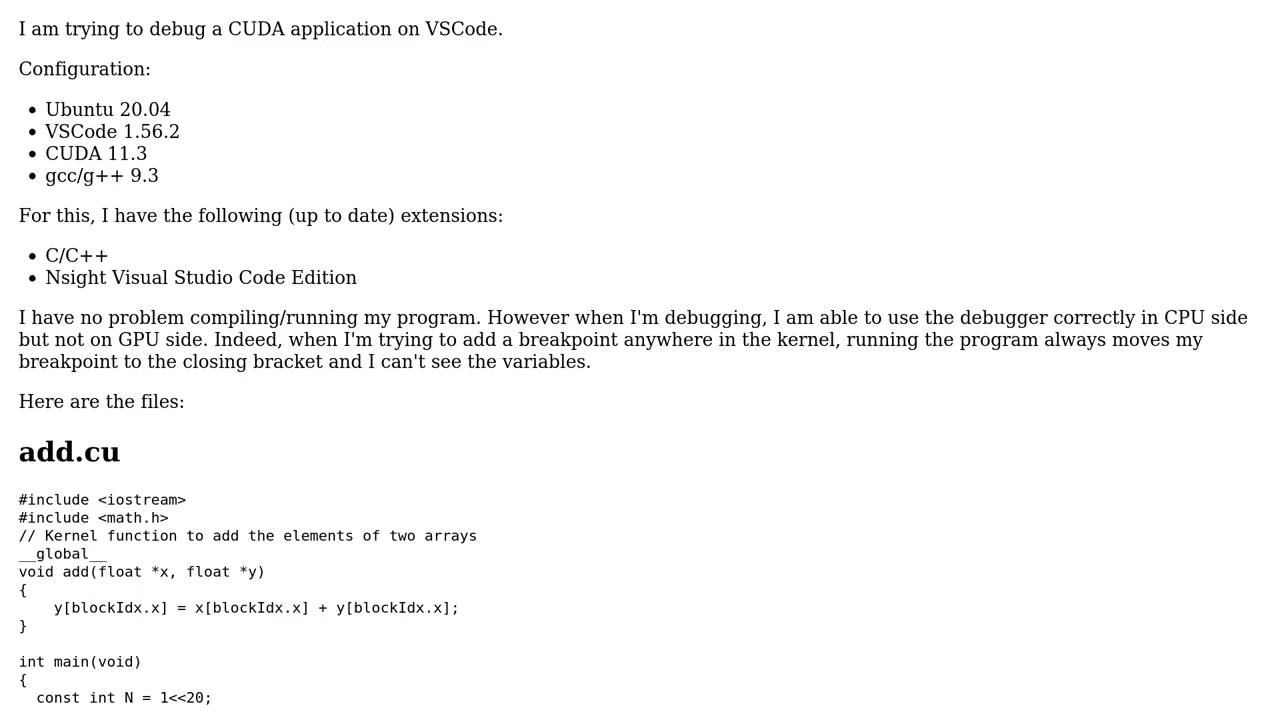 I am trying to debug a CUDA application on VSCode.
Configuration:
• Ubuntu 20.04
• VSCode 1.56.2
• CUDA 11.3
• gcc/g++ 9.3
For this, I have the following (up to date) extensions:
• C/C++
• Nsight Visual Studio Code Edition
I have no problem compiling/running my program. However when I'm debugging, I am able to use the debugger correctly in CPU side
but not on GPU side. Indeed, when I'm trying to add a breakpoint anywhere in the kernel, running the program always moves my
breakpoint to the closing bracket and I can't see the variables.
Here are the files:
add.cu
#include <iostream>
#include <math.h>
// Kernel function to add the elements of two arrays
__global__
void add(float *x, float *y)
{
    y[blockIdx.x] = x[blockIdx.x] + y[blockIdx.x];
}
int main(void)
{
  const int N = 1<<20;